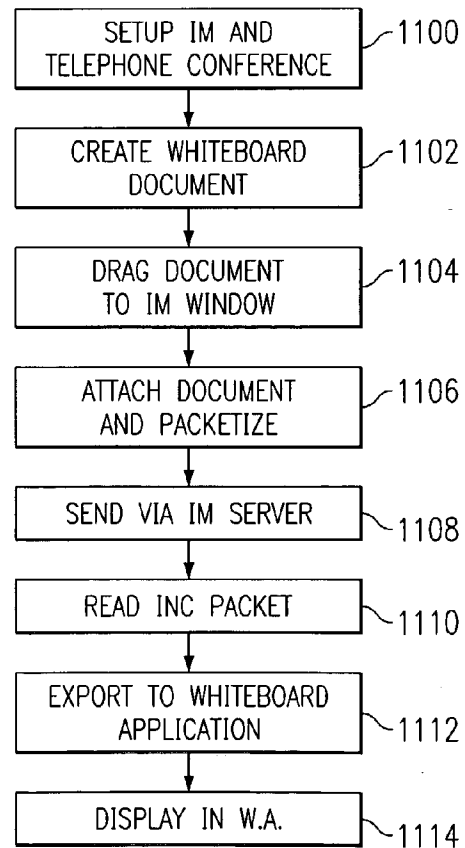 SETUP IM AND
TELEPHONE CONFERENCE
1100
CREATE WHITEBOARD
DOCUMENT
1102
DRAG DOCUMENT
TO IM WINDOW
1104
ATTACH DOCUMENT
AND PACKETIZE
1106
SEND VIA IM SERVER
1108
READ INC PACKET
1110
EXPORT TO WHITEBOARD
APPLICATION
1112
DISPLAY IN W.A.
1114